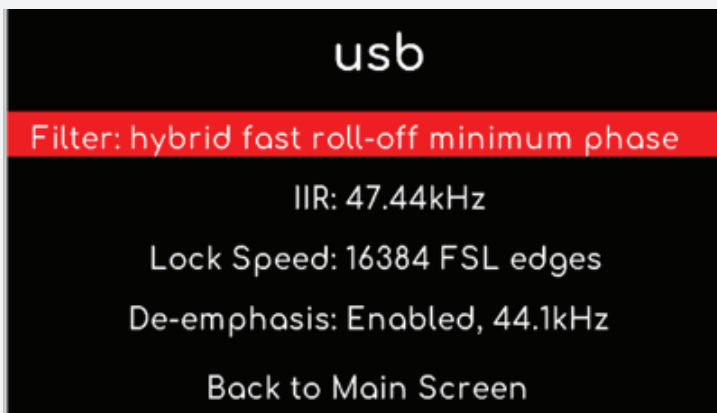 usb
Filter: hybrid fast roll-off minimum phase
IIR: 47.44kHz
Lock Speed: 16384 FSL edges
De-emphasis: Enabled, 44.1kHz
Back to Main Screen